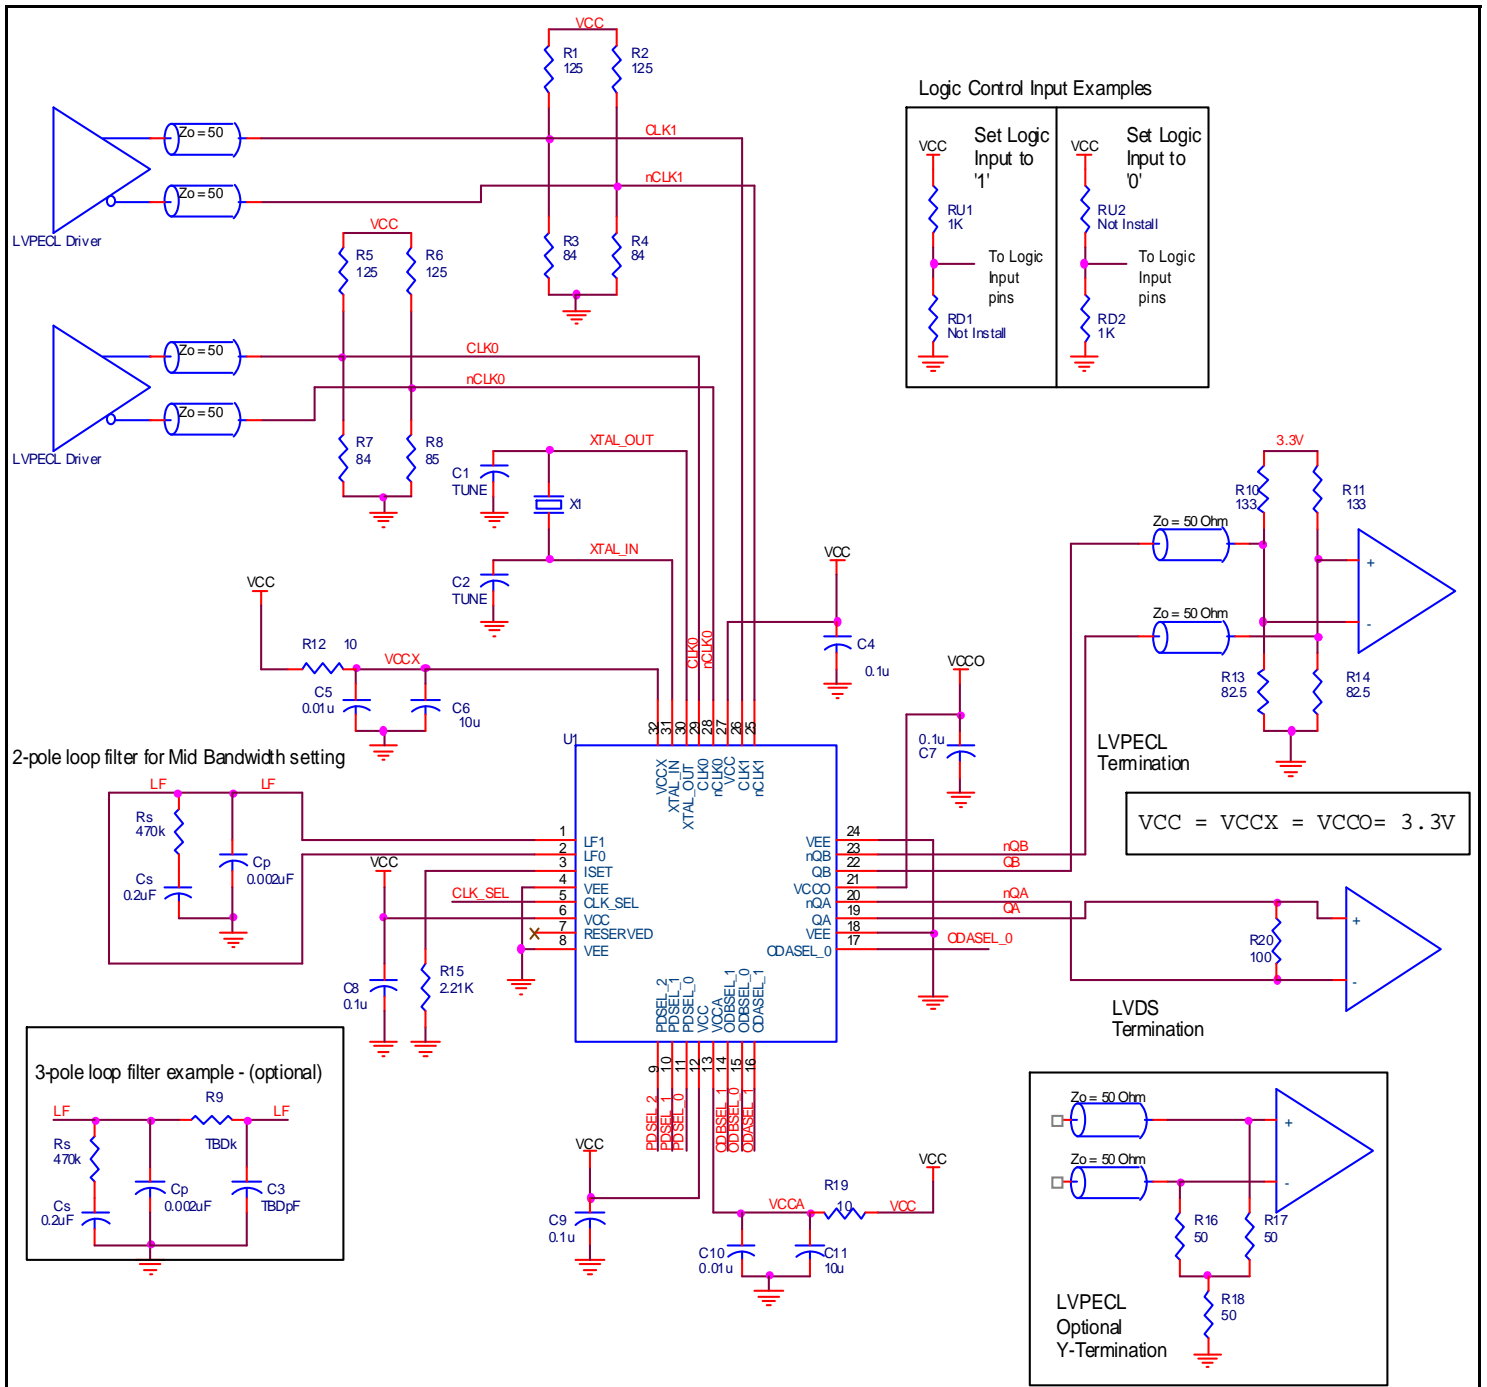 VCC
R1
125
R2
125
Zo = 50
CLK1
Zo = 50
nCLK1
LVPECL Driver
R3
84
R4
84
VCC
R5
125
R6
125
Zo = 50
CLK0
nCLK0
Zo = 50
LVPECL Driver
R7
84
R8
85
Logic Control Input Examples
VCC
Set Logic
Input to
'1'
RU1
1K
To Logic
Input
pins
RD1
Not Install
VCC
Set Logic
Input to
'0'
RU2
Not Install
To Logic
Input
pins
RD2
1K
XTAL_OUT
C1
TUNE
X1
XTAL_IN
C2
TUNE
VCC
R12 10
VCCX
C5
0.01u
C6
10u
CLK0
nCLK0
VCC
C4
0.1u
VCCO
0.1u
C7
3.3V
R10
133
R11
133
Zo = 50 Ohm
Zo = 50 Ohm
+
-
R13
82.5
R14
82.5
LVPECL
Termination
VCC = VCCX = VCCO= 3.3V
2-pole loop filter for Mid Bandwidth setting
LF
LF
Rs
470k
Cs
0.2uF
Cp
0.002uF
VCC
CLK_SEL
C8
0.1u
R15
2.21K
U1
32
31
30
29
28
27
26
25
VCCX
XTAL_IN
XTAL_OUT
CLK0
nCLK0
VCC
CLK1
nCLK1
1
LF1
2
LF0
3
ISET
4
VEE
5
CLK_SEL
6
VCC
7
RESERVED
8
VEE
24
VEE
23
nQB
22
QB
21
VCCO
20
nQA
19
QA
18
VEE
17
ODASEL_0
PDSEL_2
PDSEL_1
PDSEL_0
VCC
VCCA
ODBSEL_1
ODBSEL_0
ODASEL_1
9
10
11
12
13
14
15
16
PDSEL_2
PDSEL_1
PDSEL_0
ODBSEL_1
ODBSEL_0
ODASEL_1
nQB
QB
nQA
QA
ODASEL_0
R20
100
+
-
LVDS
Termination
3-pole loop filter example - (optional)
LF
R9
LF
Rs
470k
TBDk
Cs
0.2uF
Cp
0.002uF
C3
TBDpF
VCC
C9
0.1u
VCCA
R19
10
VCC
VCC
C10
0.01u
C11
10u
Zo = 50 Ohm
Zo = 50 Ohm
+
-
R16
50
R17
50
R18
50
LVPECL
Optional
Y-Termination